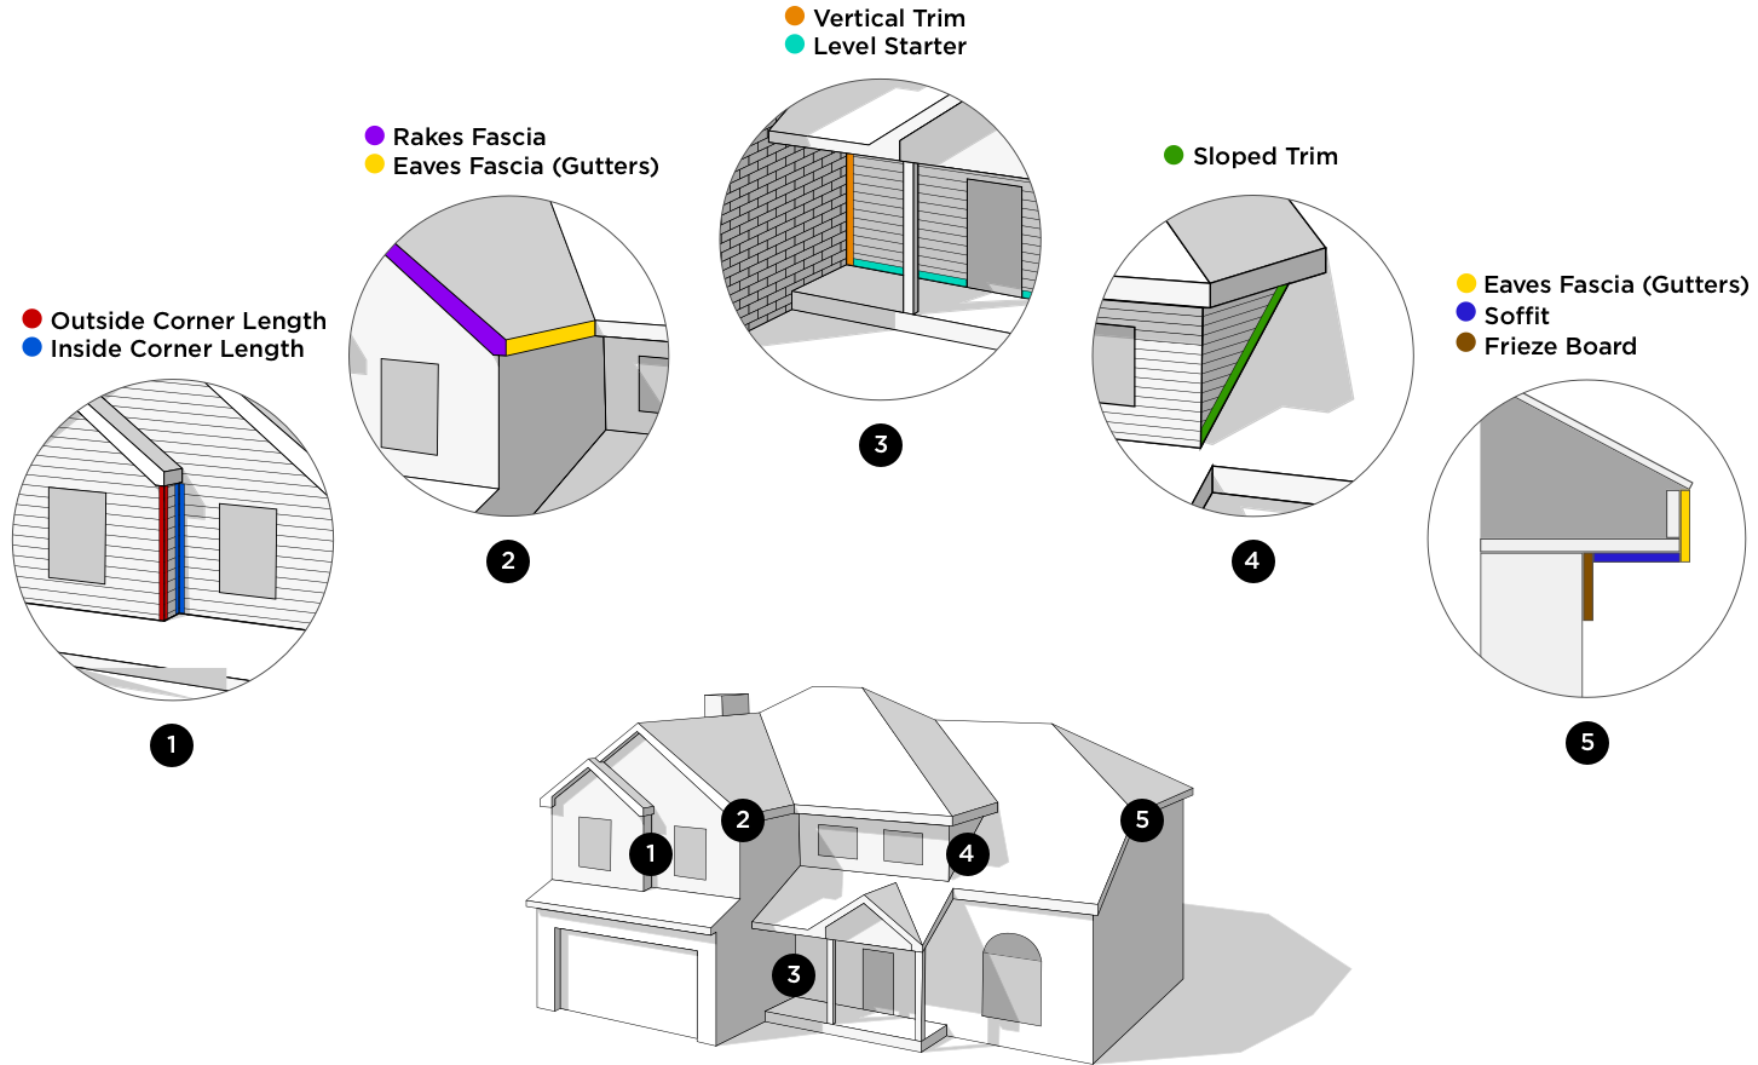 Vertical Trim
Level Starter
Rakes Fascia
Eaves Fascia (Gutters)
Sloped Trim
Eaves Fascia (Gutters)
Soffit
Frieze Board
Outside Corner Length
Inside Corner Length
3
2
4
1
5
2
5
1
4
3